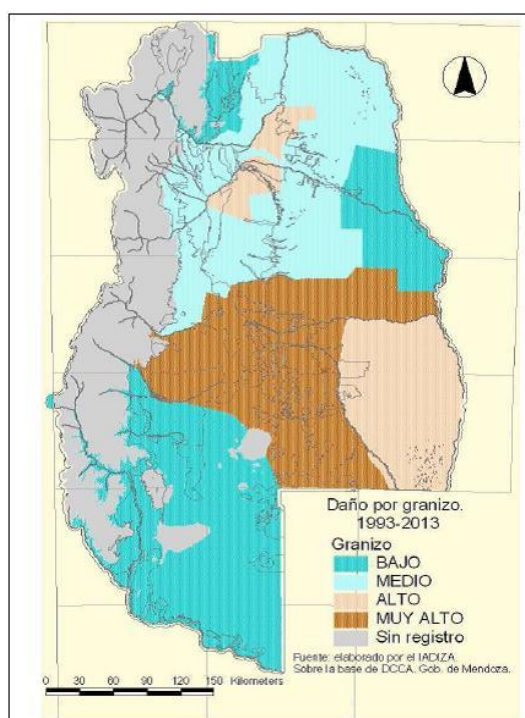 Daño por granizo.
1993-2013
Granizo
BAJO
MEDIO
ALTO
MUY ALTO
Sin registro
Fuente: elaborado por el IADIZA.
Sobre la base de DCCA. Gob. de Mendoza.
0 30 60 90 120 150 Kilometers